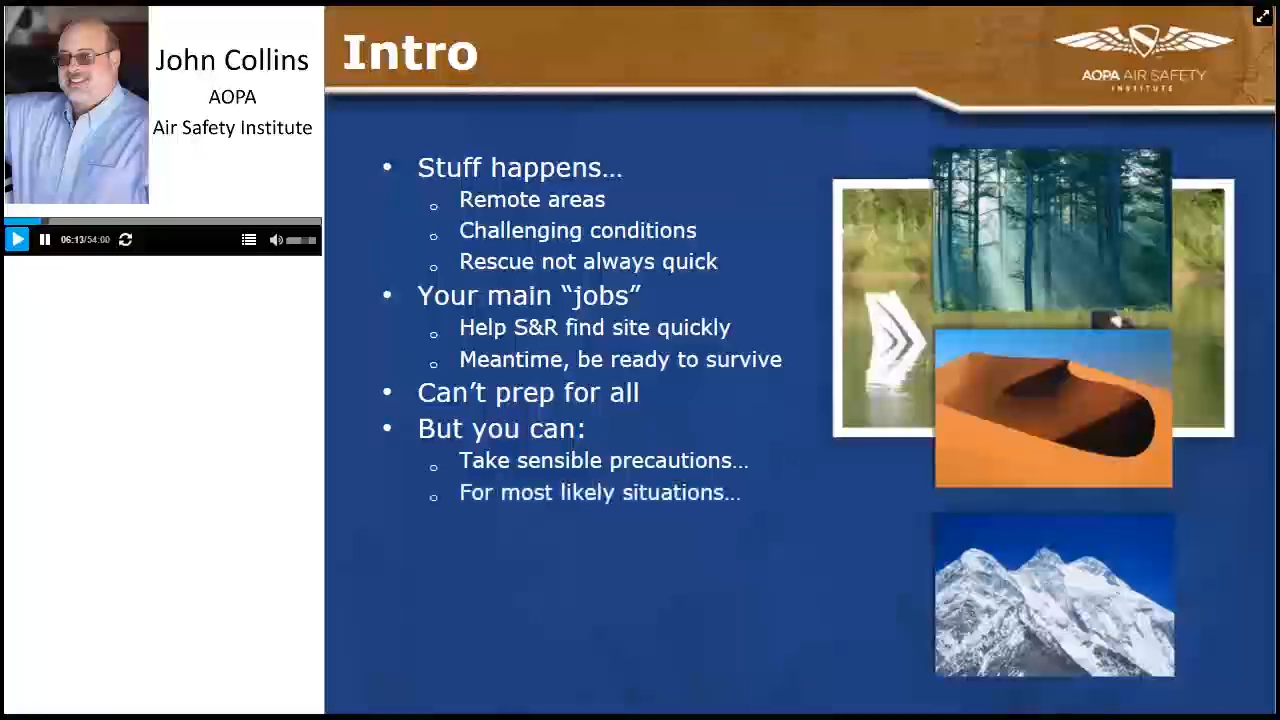 John Collins
AOPA
Air Safety Institute
06:13/54:00
Intro
AOPA AIR SAFETY
INSTITUTE
• Stuff happens…
o Remote areas
o Challenging conditions
o Rescue not always quick
• Your main “jobs”
o Help S&R find site quickly
o Meantime, be ready to survive
• Can’t prep for all
• But you can:
o Take sensible precautions…
o For most likely situations…